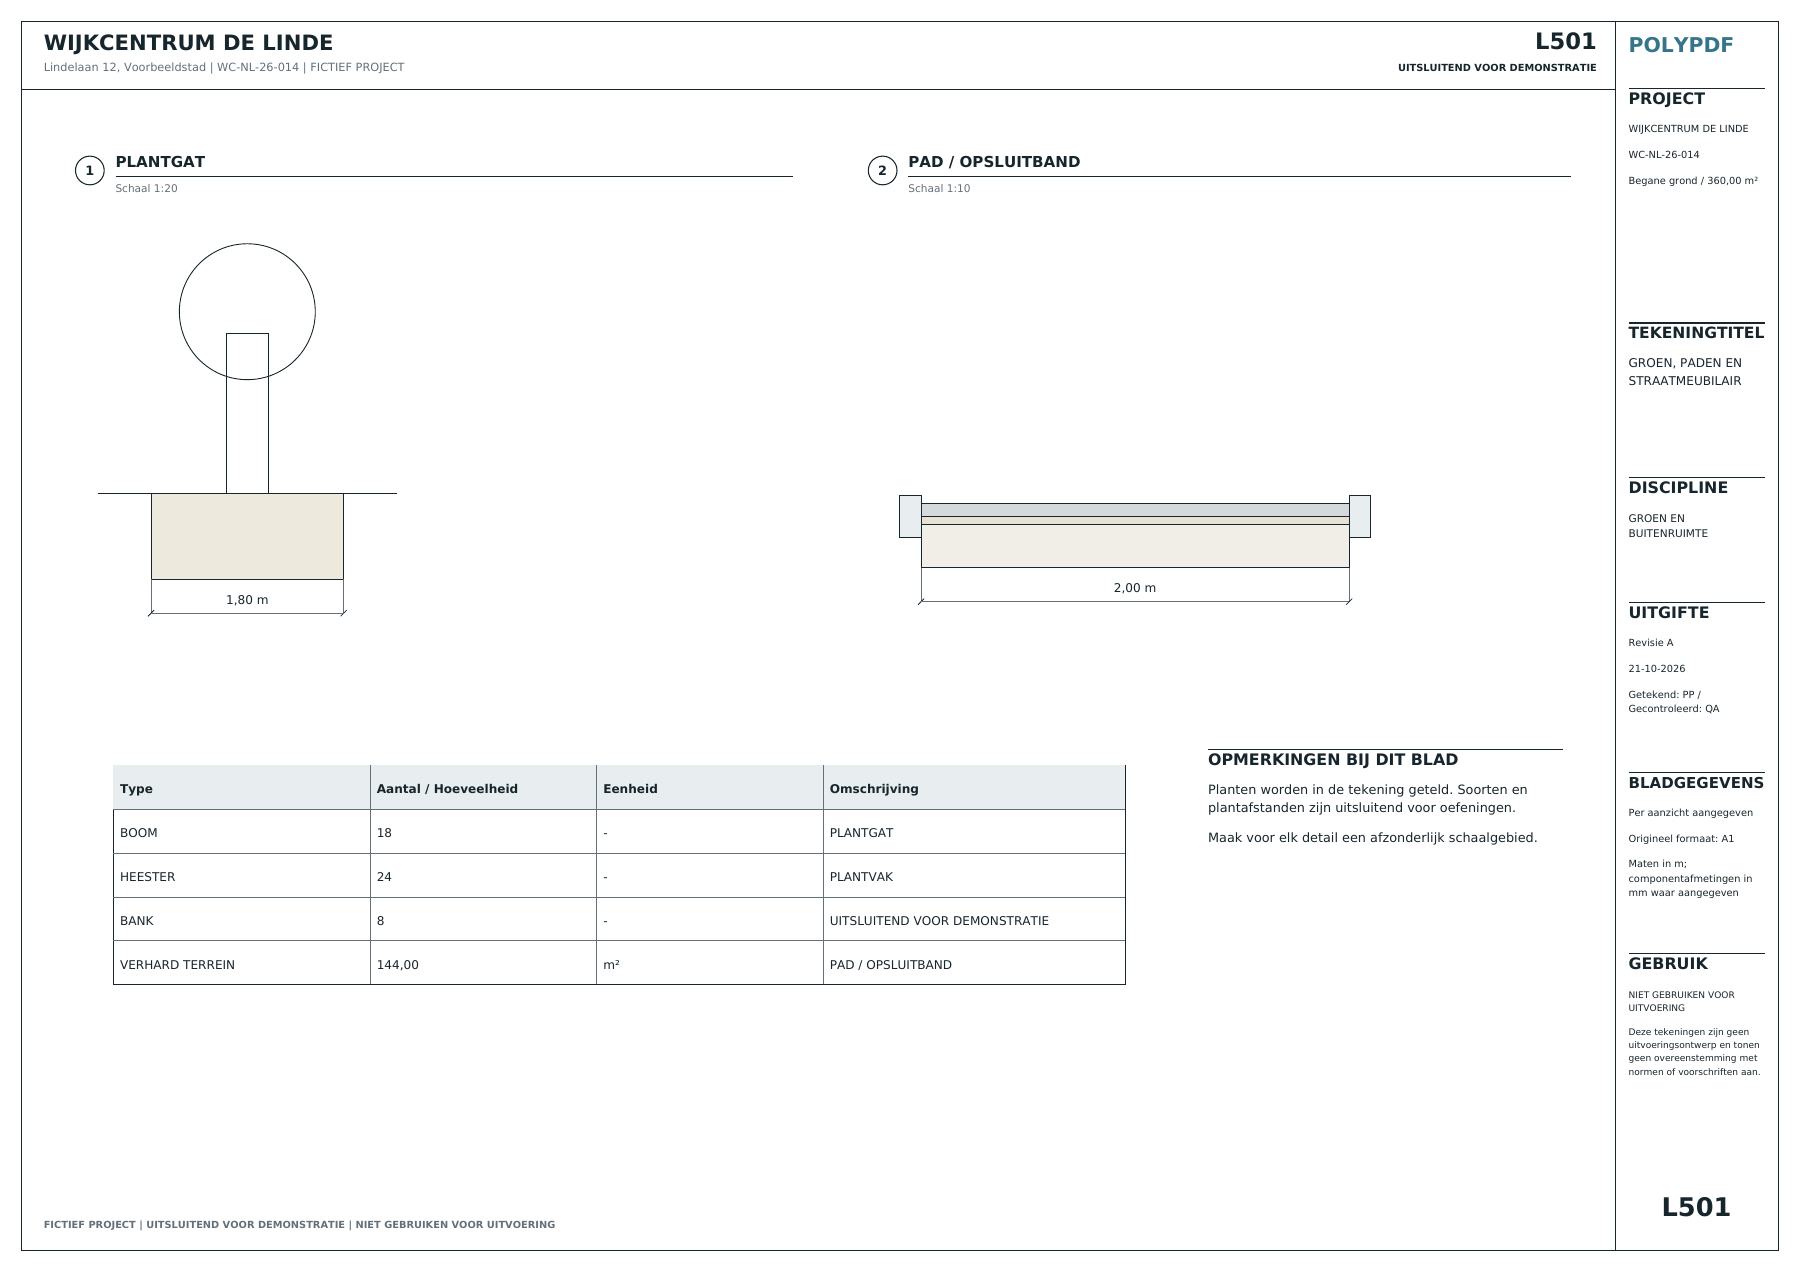 WIJKCENTRUM DE LINDE
Lindelaan 12, Voorbeeldstad | WC-NL-26-014 | FICTIEF PROJECT
L501
UITSLUITEND VOOR DEMONSTRATIE
1
PLANTGAT
Schaal 1:20
2
PAD / OPSLUITBAND
Schaal 1:10
1,80 m
2,00 m
Type Aantal / Hoeveelheid Eenheid Omschrijving
BOOM 18 - PLANTGAT
HEESTER 24 - PLANTVAK
BANK 8 - UITSLUITEND VOOR DEMONSTRATIE
VERHARD TERREIN 144,00 m² PAD / OPSLUITBAND
OPMERKINGEN BIJ DIT BLAD
Planten worden in de tekening geteld. Soorten en
plantafstanden zijn uitsluitend voor oefeningen.
Maak voor elk detail een afzonderlijk schaalgebied.
POLYPDF
PROJECT
WIJKCENTRUM DE LINDE
WC-NL-26-014
Begane grond / 360,00 m²
TEKENINGTITEL
GROEN, PADEN EN
STRAATMEUBILAIR
DISCIPLINE
GROEN EN
BUITENRUIMTE
UITGIFTE
Revisie A
21-10-2026
Getekend: PP /
Gecontroleerd: QA
BLADGEGEVENS
Per aanzicht aangegeven
Origineel formaat: A1
Maten in m;
componentafmetingen in
mm waar aangegeven
GEBRUIK
NIET GEBRUIKEN VOOR
UITVOERING
Deze tekeningen zijn geen
uitvoeringsontwerp en tonen
geen overeenstemming met
normen of voorschriften aan.
L501
FICTIEF PROJECT | UITSLUITEND VOOR DEMONSTRATIE | NIET GEBRUIKEN VOOR UITVOERING